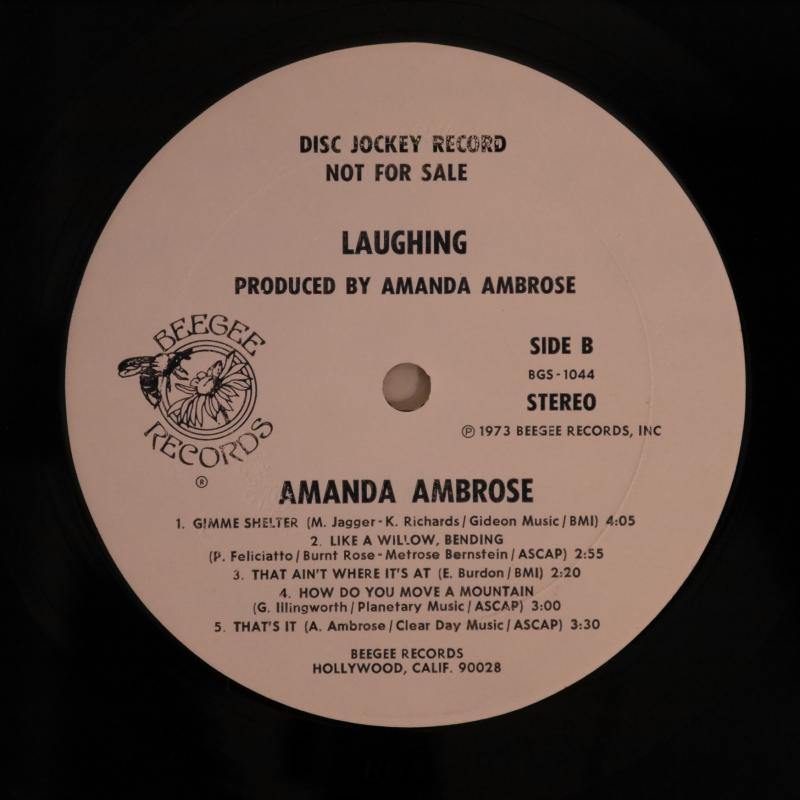 DISC JOCKEY RECORD
NOT FOR SALE
LAUGHING
PRODUCED BY AMANDA AMBROSE
BEEGEE
RECORDS
®
SIDE B
BGS-1044
STEREO
℗ 1973 BEEGEE RECORDS, INC
AMANDA AMBROSE
1. GIMME SHELTER (M. Jagger-K. Richards/Gideon Music/BMI) 4:05
2. LIKE A WILLOW, BENDING
(P. Feliciatto/Burnt Rose-Metrose Bernstein/ASCAP) 2:55
3. THAT AIN'T WHERE IT'S AT (E. Burdon/BMI) 2:20
4. HOW DO YOU MOVE A MOUNTAIN
(G. Illingworth/Planetary Music/ASCAP) 3:00
5. THAT'S IT (A. Ambrose/Clear Day Music/ASCAP) 3:30
BEEGEE RECORDS
HOLLYWOOD, CALIF. 90028